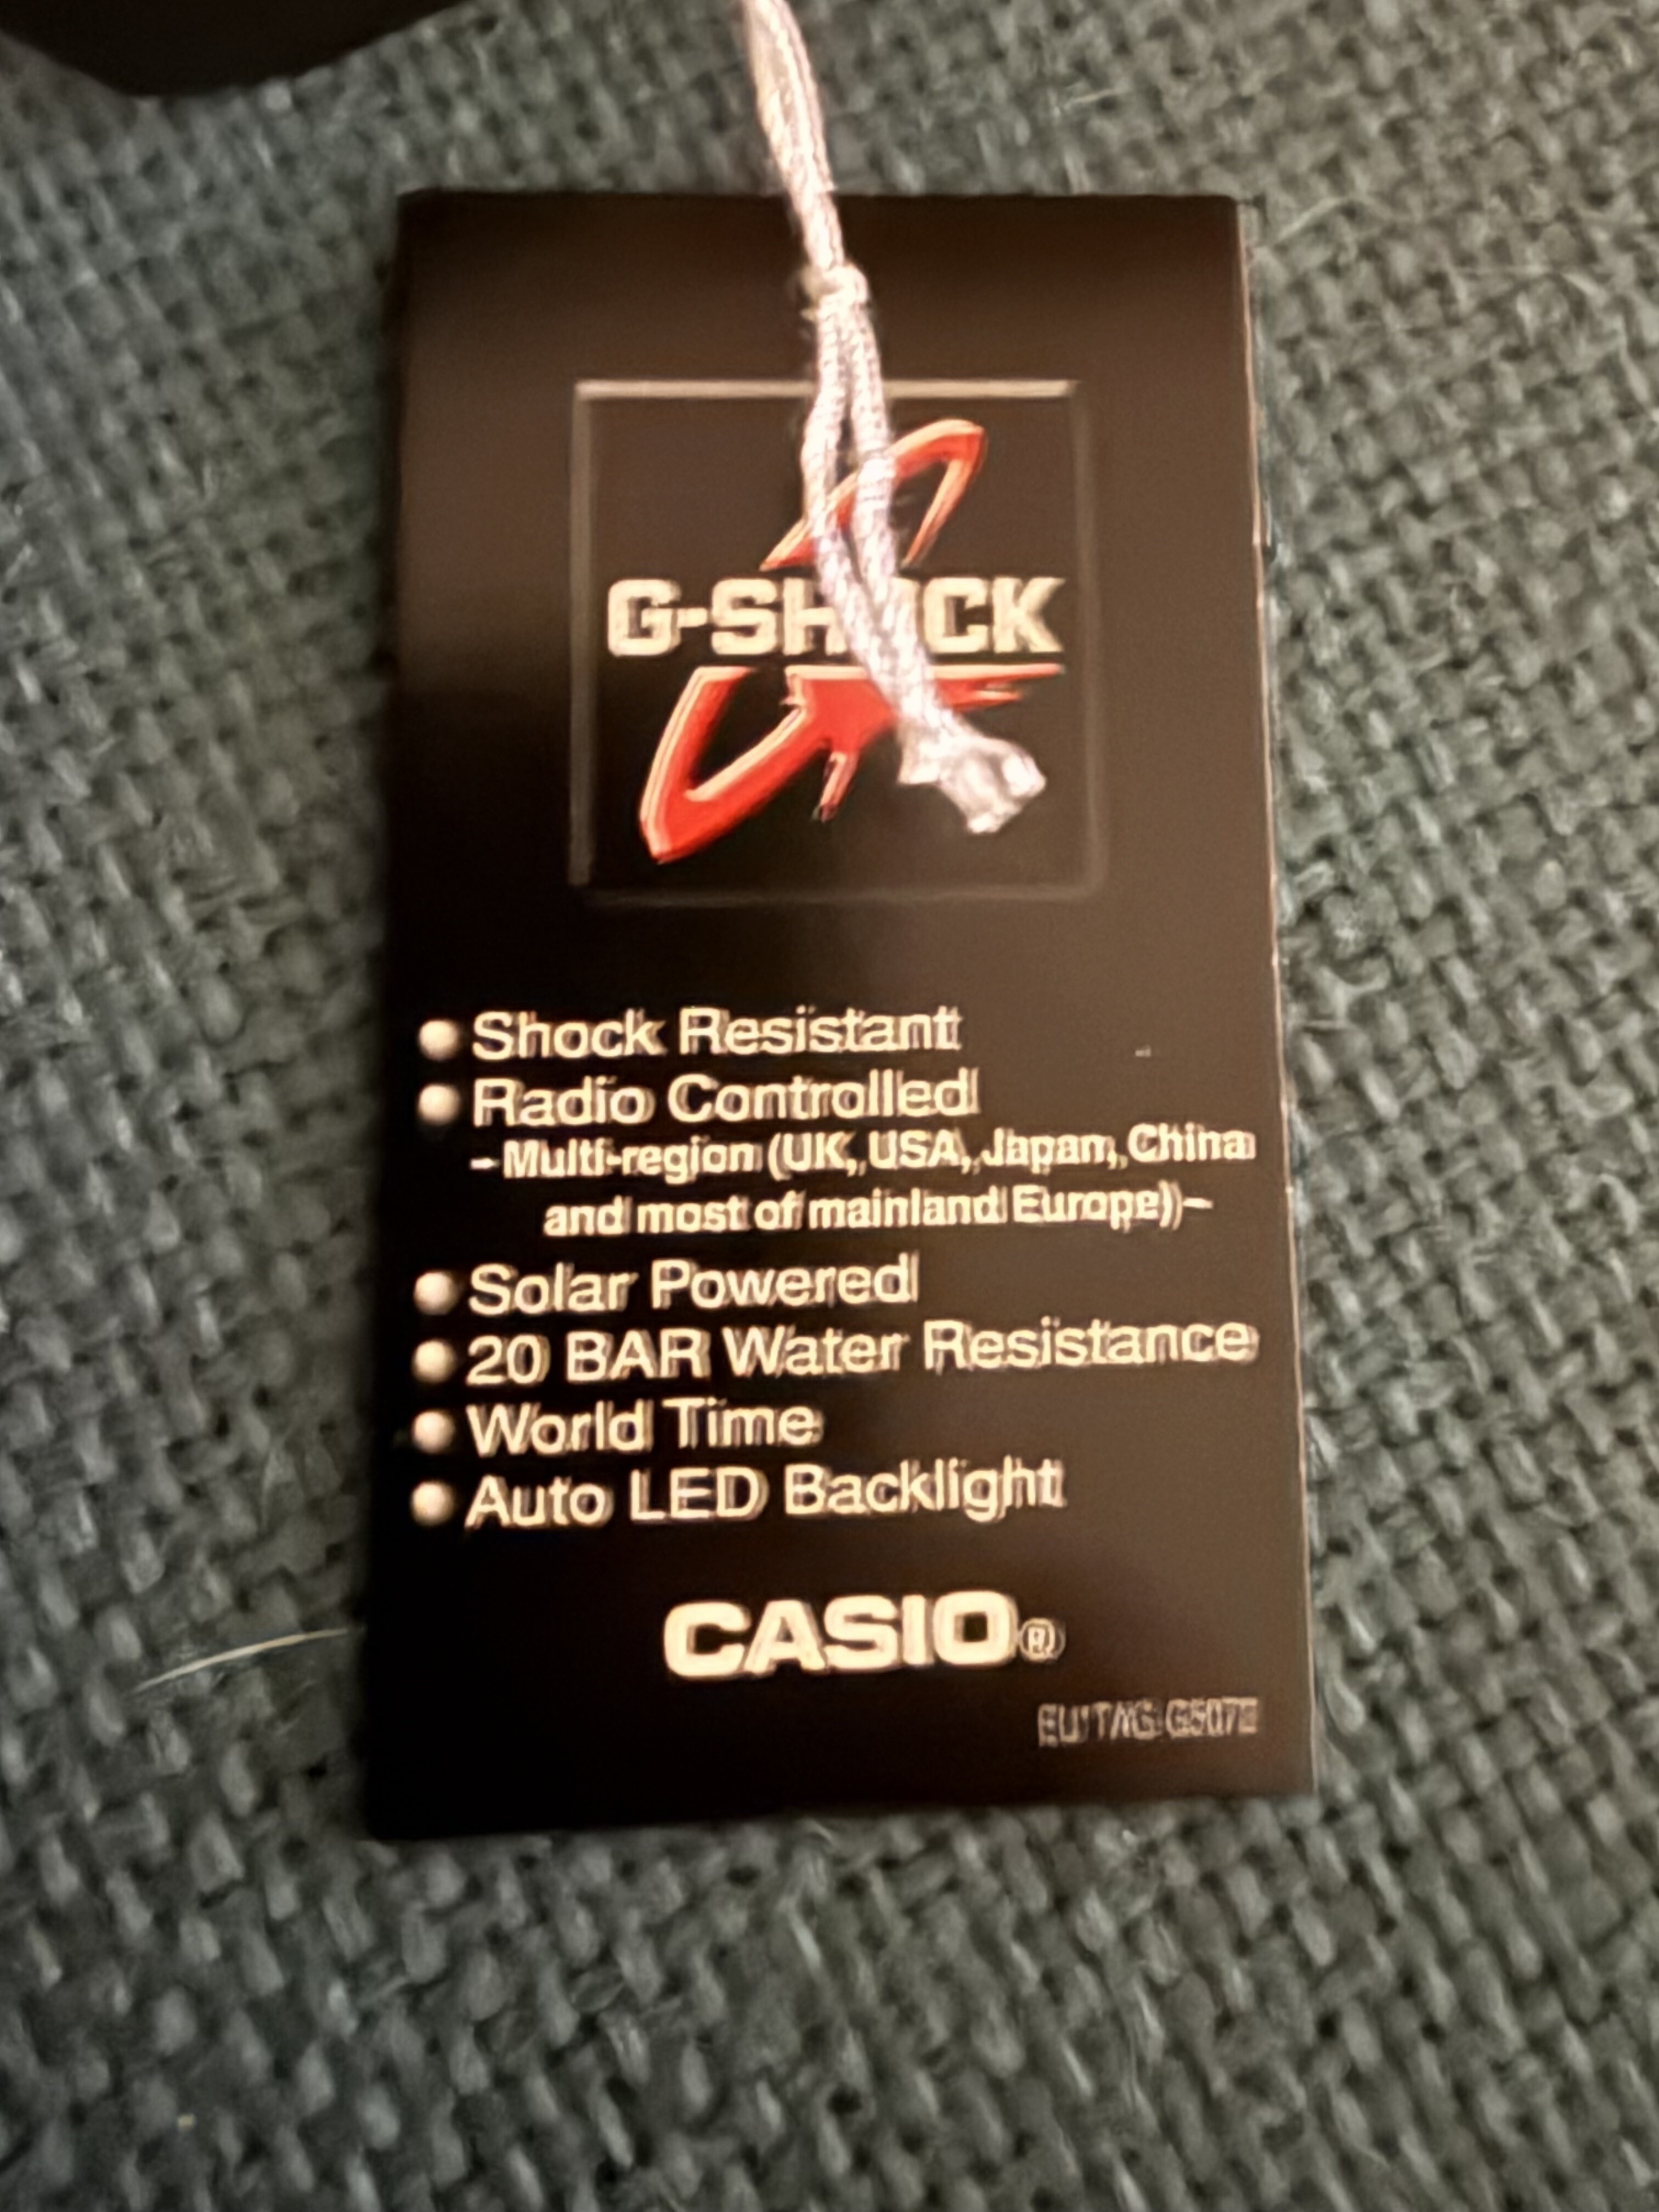 G-SHOCK
• Shock Resistant
• Radio Controlled
– Multi-region (UK, USA, Japan, China
and most of mainland Europe) –
• Solar Powered
• 20 BAR Water Resistance
• World Time
• Auto LED Backlight
CASIO®